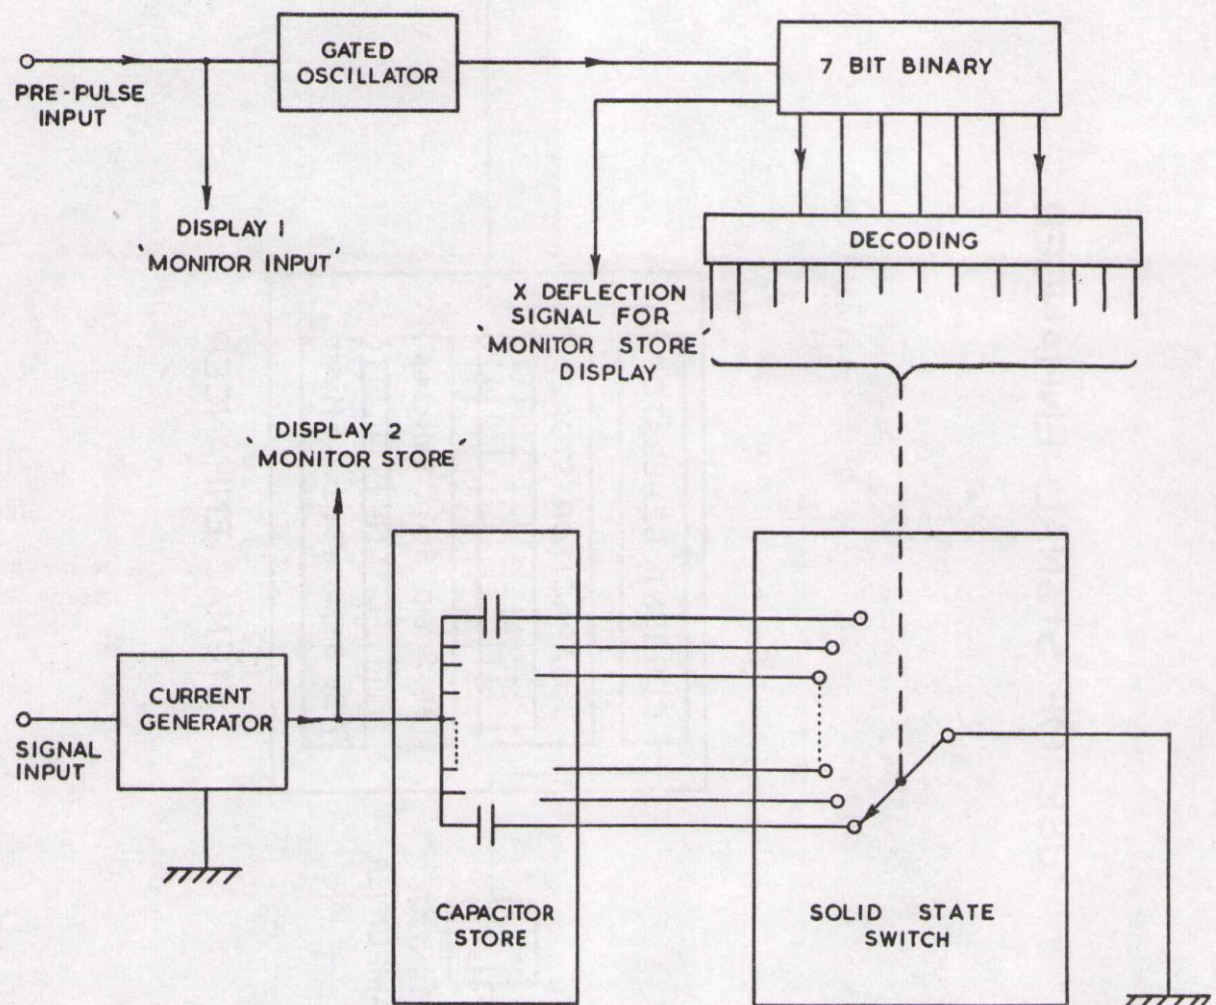 GATED
OSCILLATOR
7 BIT BINARY
PRE-PULSE
INPUT
DISPLAY 1
'MONITOR INPUT'
DECODING
X DEFLECTION
SIGNAL FOR
'MONITOR STORE'
DISPLAY
DISPLAY 2
'MONITOR STORE'
CURRENT
GENERATOR
SIGNAL
INPUT
CAPACITOR
STORE
SOLID STATE
SWITCH